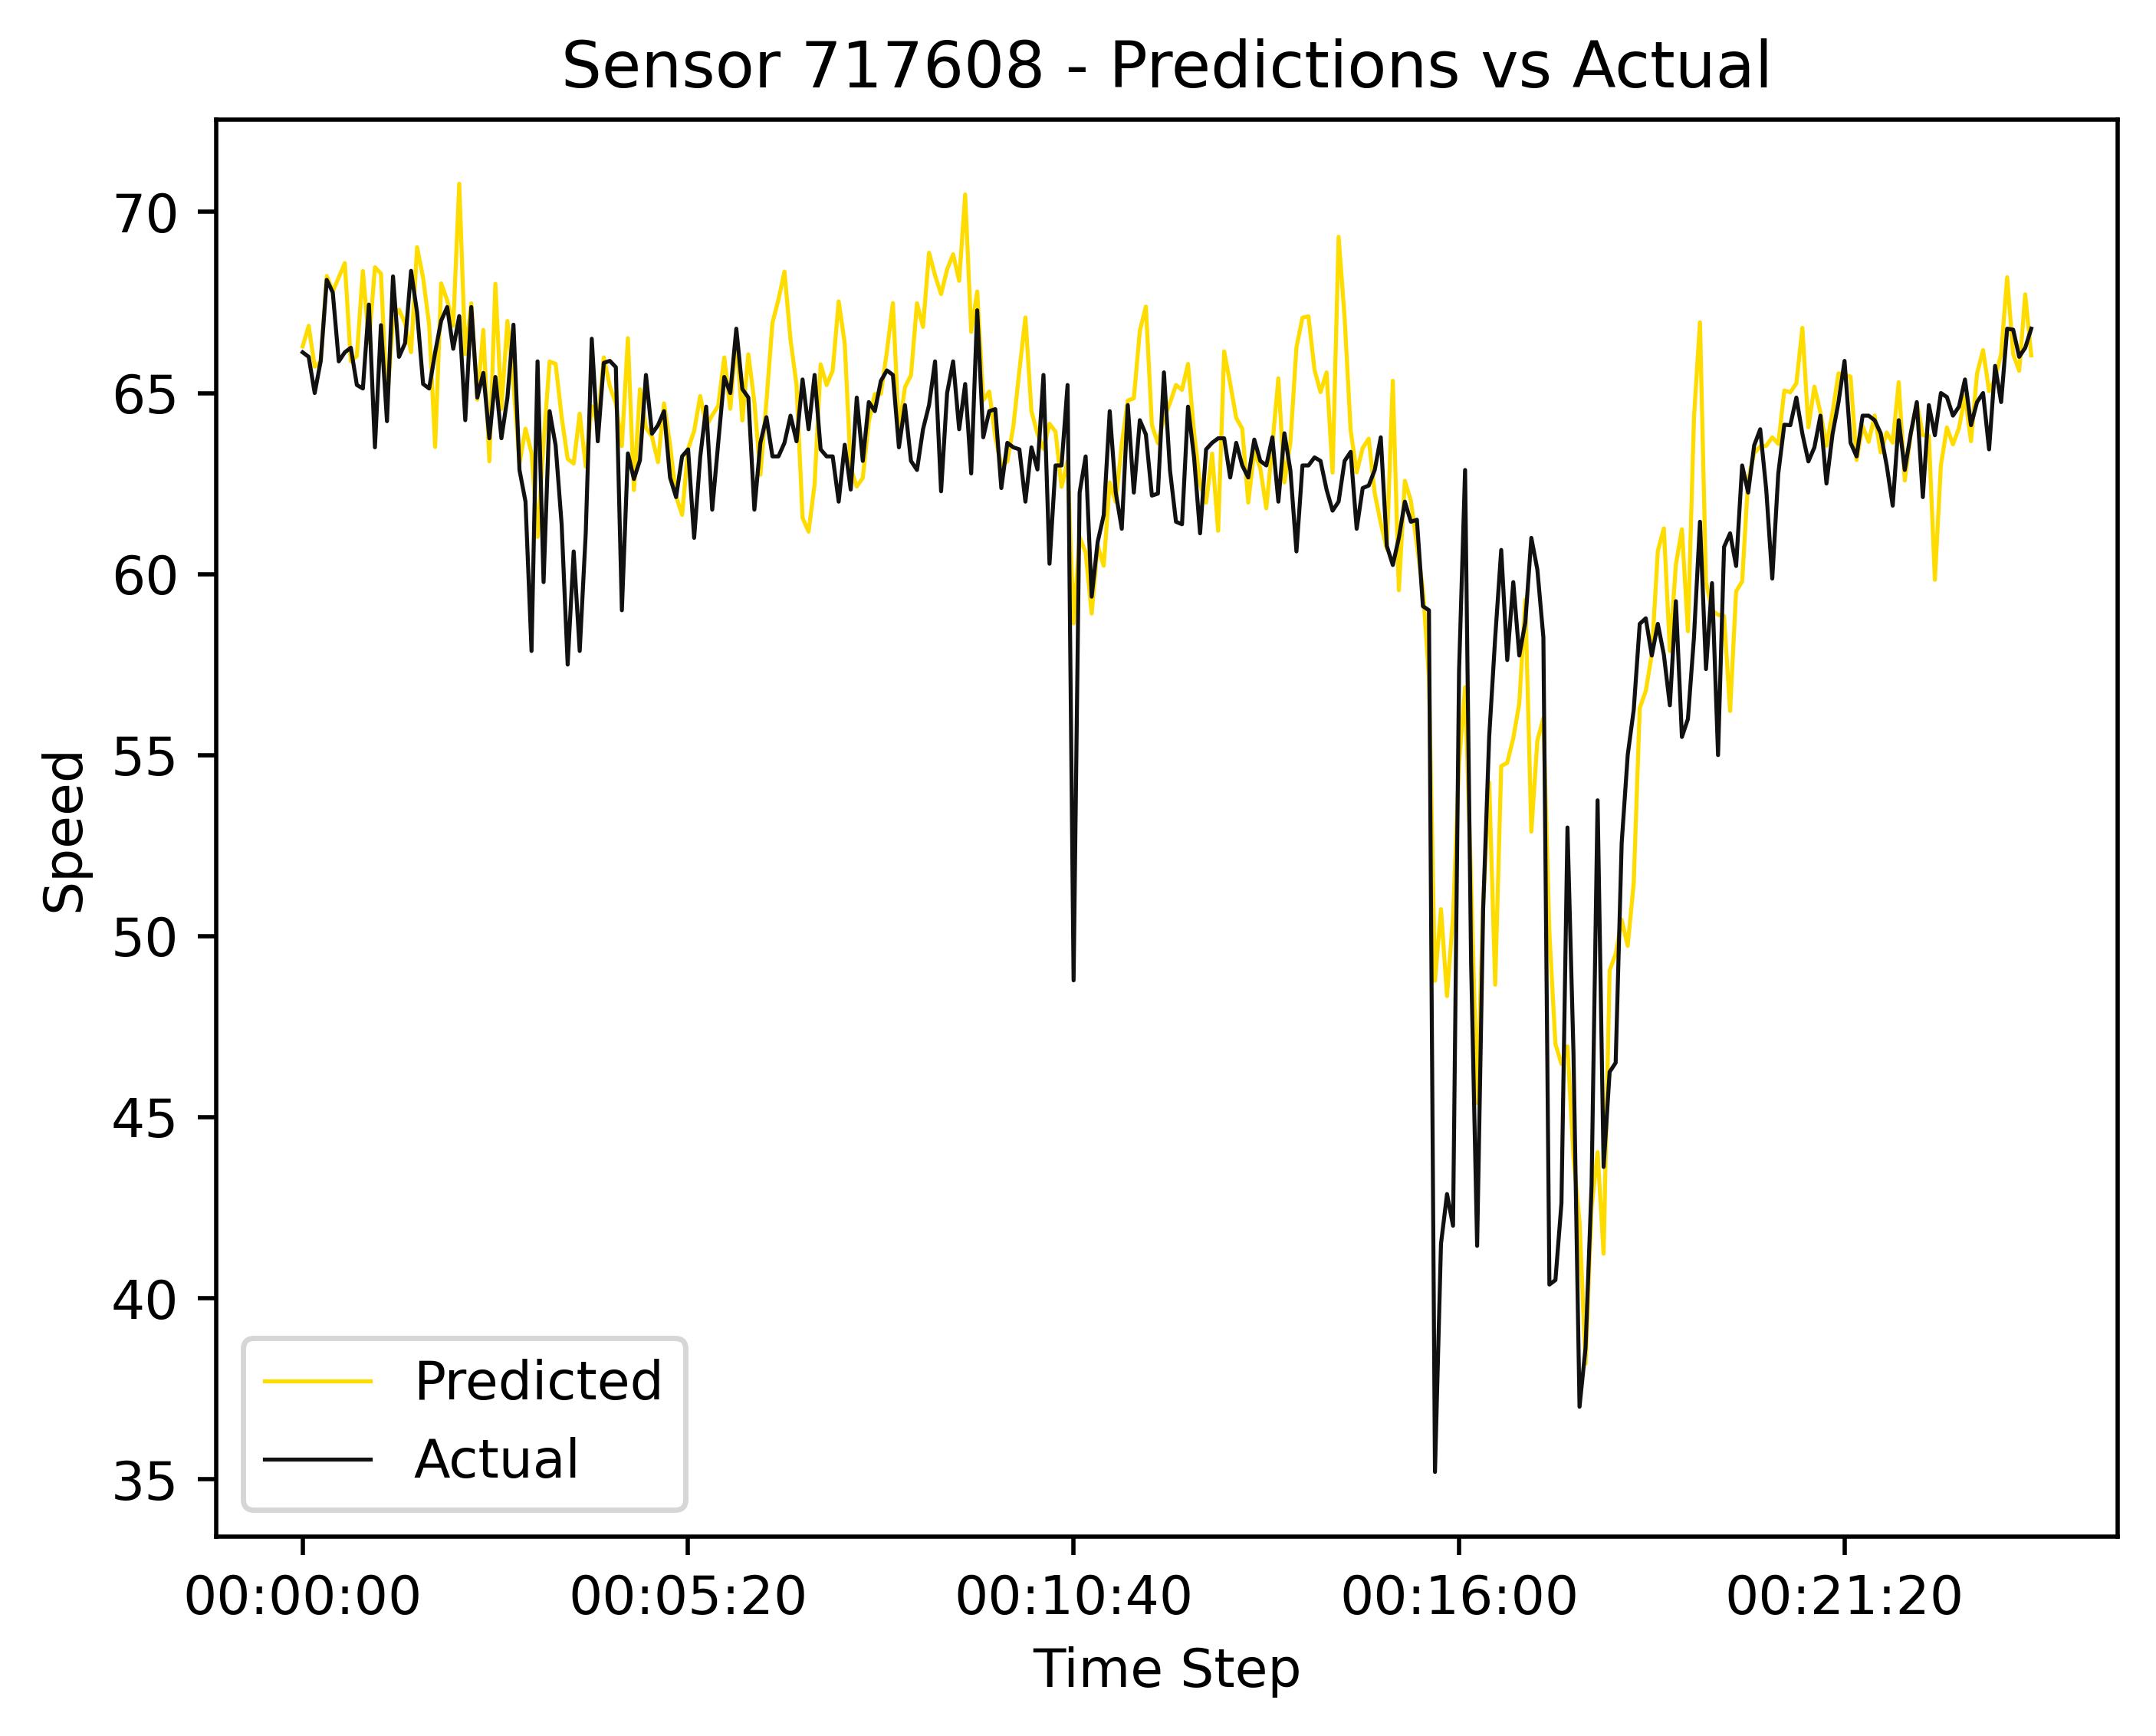 Sensor 717608 - Predictions vs Actual
70
65
60
55
50
45
40
35
Speed
Predicted
Actual
00:00:00
00:05:20
00:10:40
00:16:00
00:21:20
Time Step